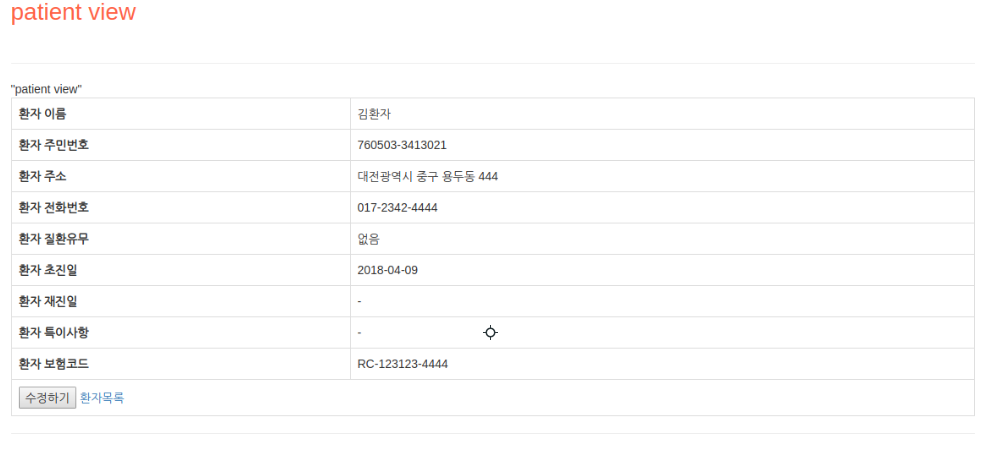 patient view
"patient view"
환자 이름 김환자
환자 주민번호 760503-3413021
환자 주소 대전광역시 중구 용두동 444
환자 전화번호 017-2342-4444
환자 질환유무 없음
환자 초진일 2018-04-09
환자 재진일 -
환자 특이사항 -
환자 보험코드 RC-123123-4444
수정하기 환자목록